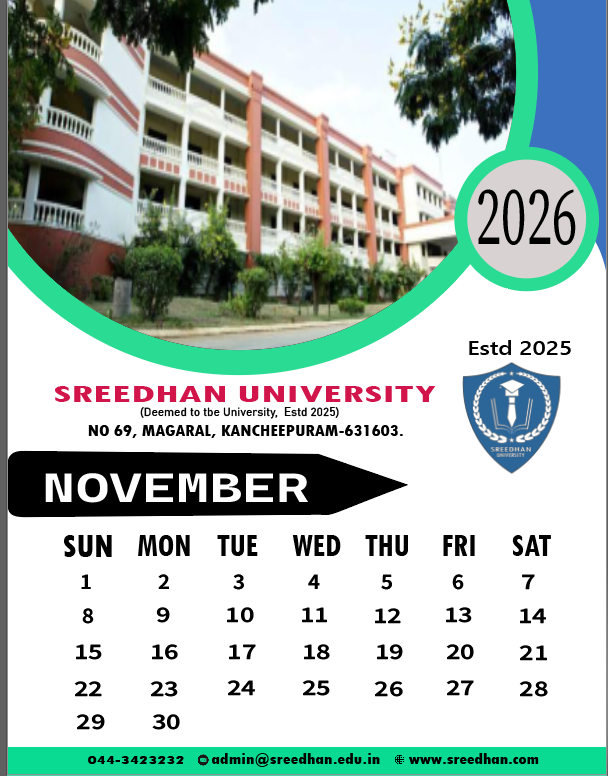 2026
Estd 2025
SREEDHAN UNIVERSITY
(Deemed to the University, Estd 2025)
NO 69, MAGARAL, KANCHEEPURAM-631603.
SREEDHAN
UNIVERSITY
NOVEMBER
SUN MON TUE WED THU FRI SAT
1 2 3 4 5 6 7
8 9 10 11 12 13 14
15 16 17 18 19 20 21
22 23 24 25 26 27 28
29 30
044-3423232 admin@sreedhan.edu.in www.sreedhan.com